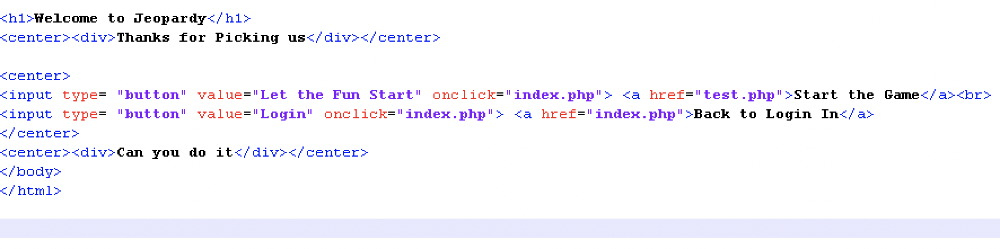 <h1>Welcome to Jeopardy</h1>
<center><div>Thanks for Picking us</div></center>
<center>
<input type= "button" value="Let the Fun Start" onclick="index.php"> <a href="test.php">Start the Game</a><br>
<input type= "button" value="Login" onclick="index.php"> <a href="index.php">Back to Login In</a>
</center>
<center><div>Can you do it</div></center>
</body>
</html>